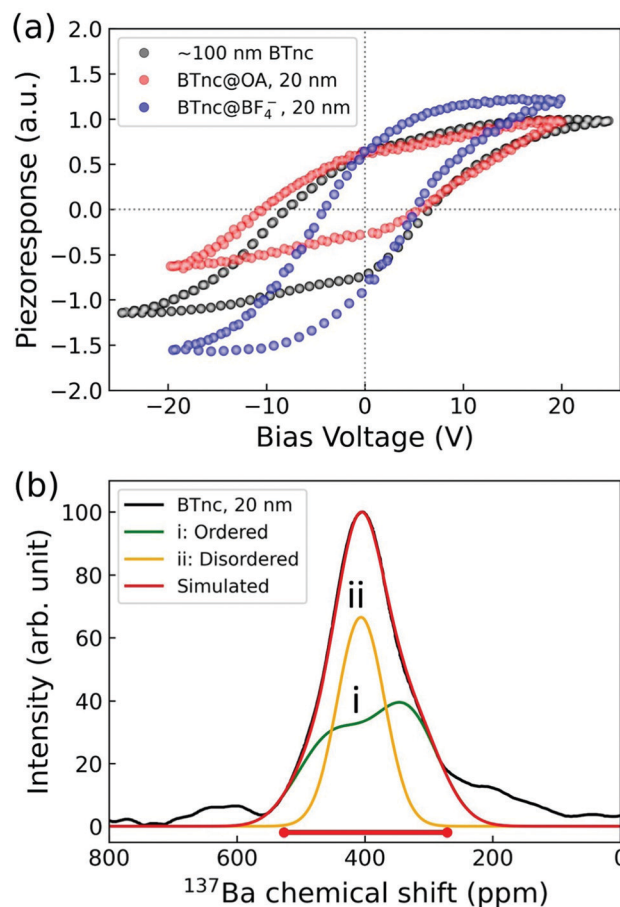 (a)
2.0
1.5
1.0
0.5
0.0
−0.5
−1.0
−1.5
−2.0
Piezoresponse (a.u.)
~100 nm BTnc
BTnc@OA, 20 nm
BTnc@BF₄⁻, 20 nm
−20 −10 0 10 20
Bias Voltage (V)
(b)
100
80
60
40
20
0
Intensity (arb. unit)
BTnc, 20 nm
i: Ordered
ii: Disordered
Simulated
ii
i
800 600 400 200 0
¹³⁷Ba chemical shift (ppm)